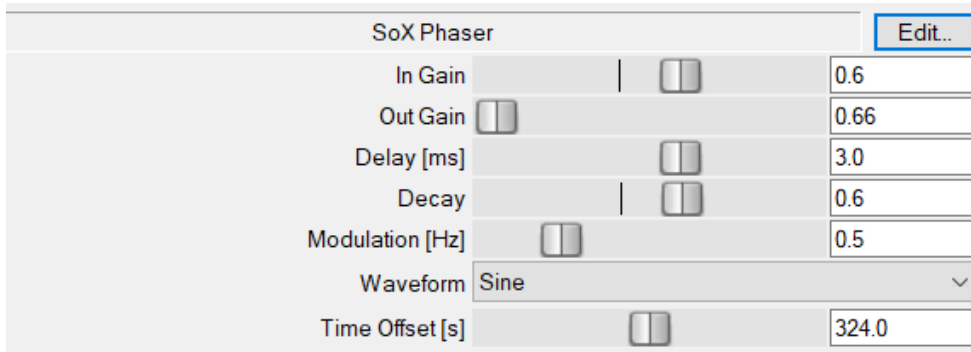 SoX Phaser Edit...
In Gain 0.6
Out Gain 0.66
Delay [ms] 3.0
Decay 0.6
Modulation [Hz] 0.5
Waveform Sine
Time Offset [s] 324.0